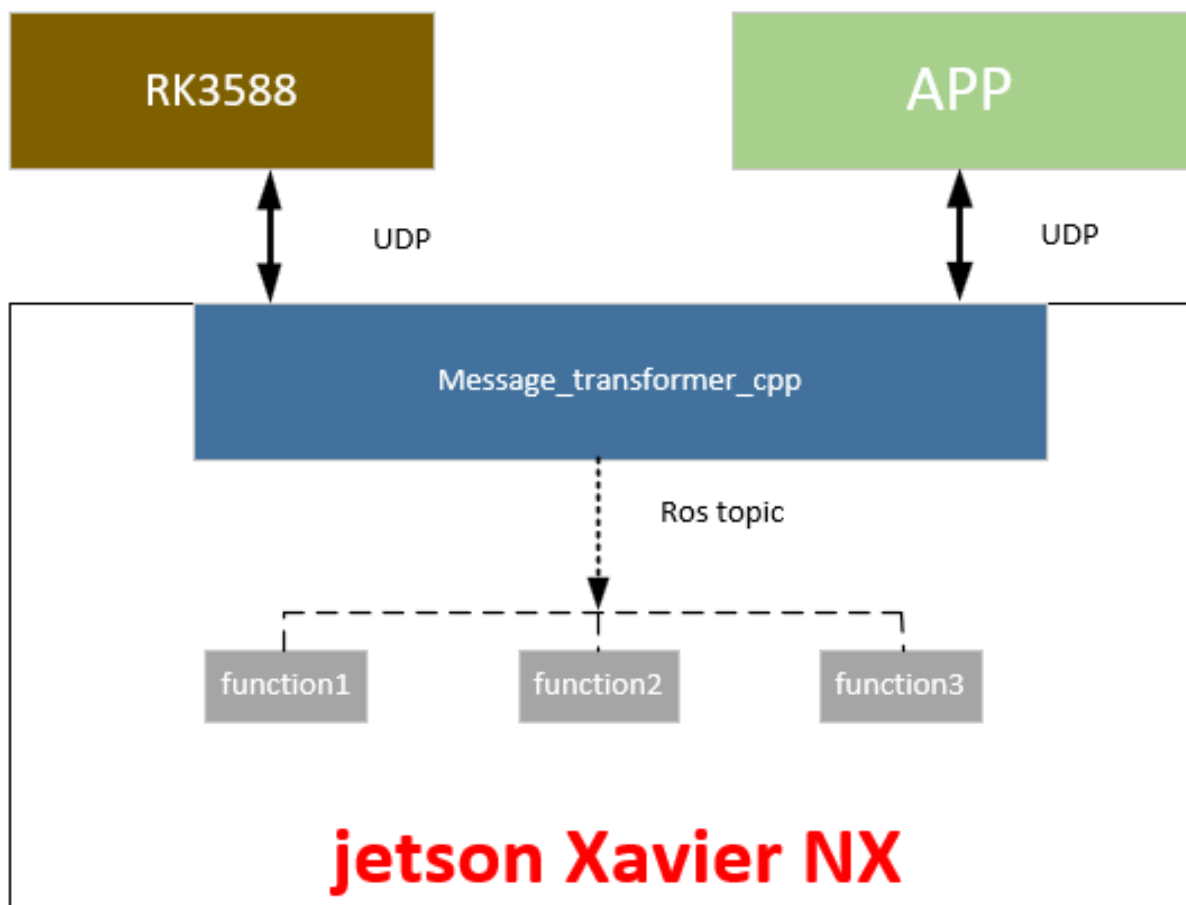 RK3588
APP
UDP
UDP
Message_transformer_cpp
Ros topic
function1
function2
function3
jetson Xavier NX